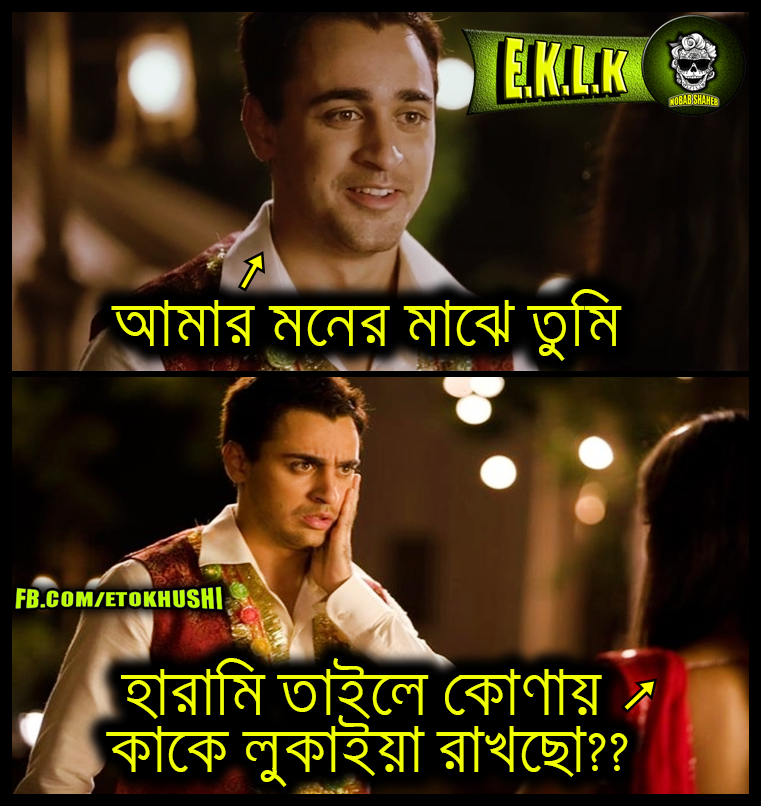 E.K.L.K
NOBAB SHAHEB
আমার মনের মাঝে তুমি
FB.COM/ETOKHUSHI
হারামি তাইলে কোণায়
কাকে লুকাইয়া রাখছো??